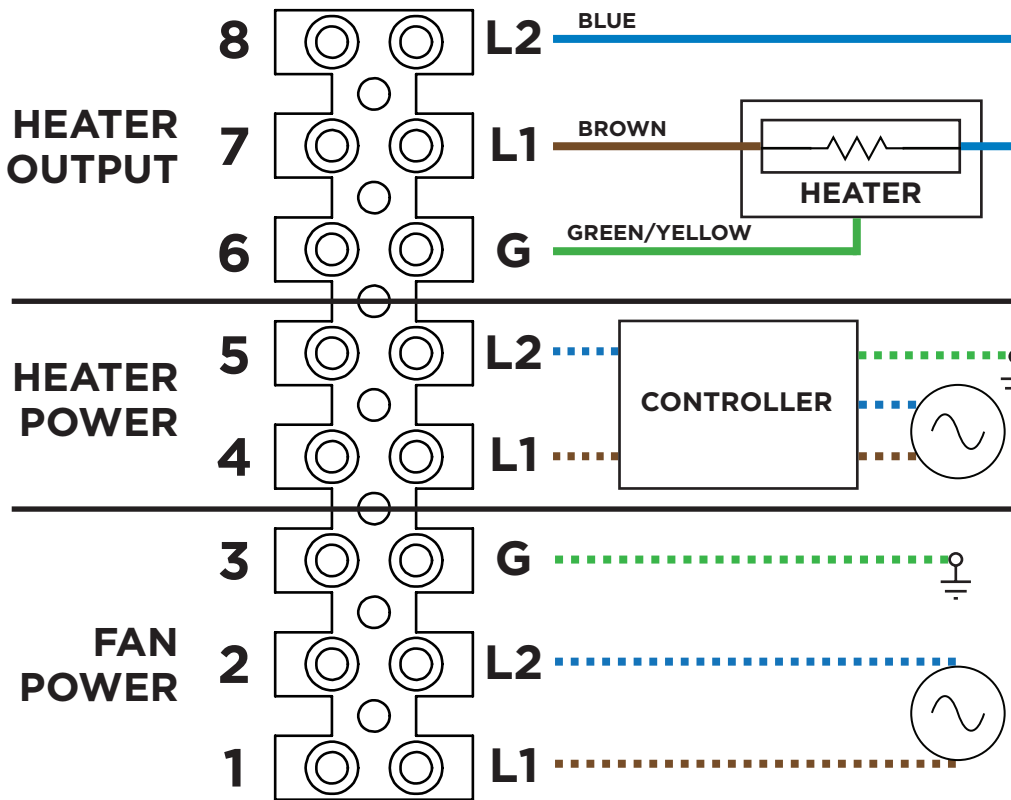 8 L2 BLUE
HEATER
OUTPUT
7 L1 BROWN
HEATER
6 G GREEN/YELLOW
5 L2
HEATER
POWER
CONTROLLER
4 L1
3 G
FAN
POWER
2 L2
1 L1